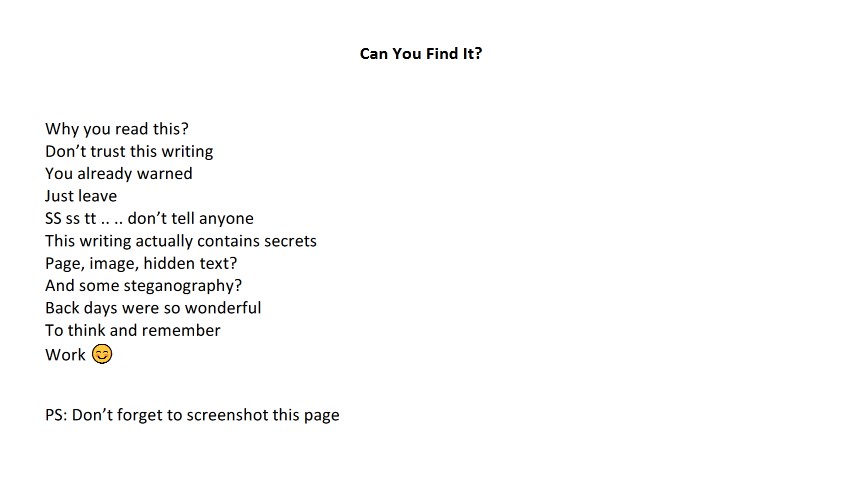 Can You Find It?
Why you read this?
Don’t trust this writing
You already warned
Just leave
SS ss tt .. .. don’t tell anyone
This writing actually contains secrets
Page, image, hidden text?
And some steganography?
Back days were so wonderful
To think and remember
Work 😊
PS: Don’t forget to screenshot this page